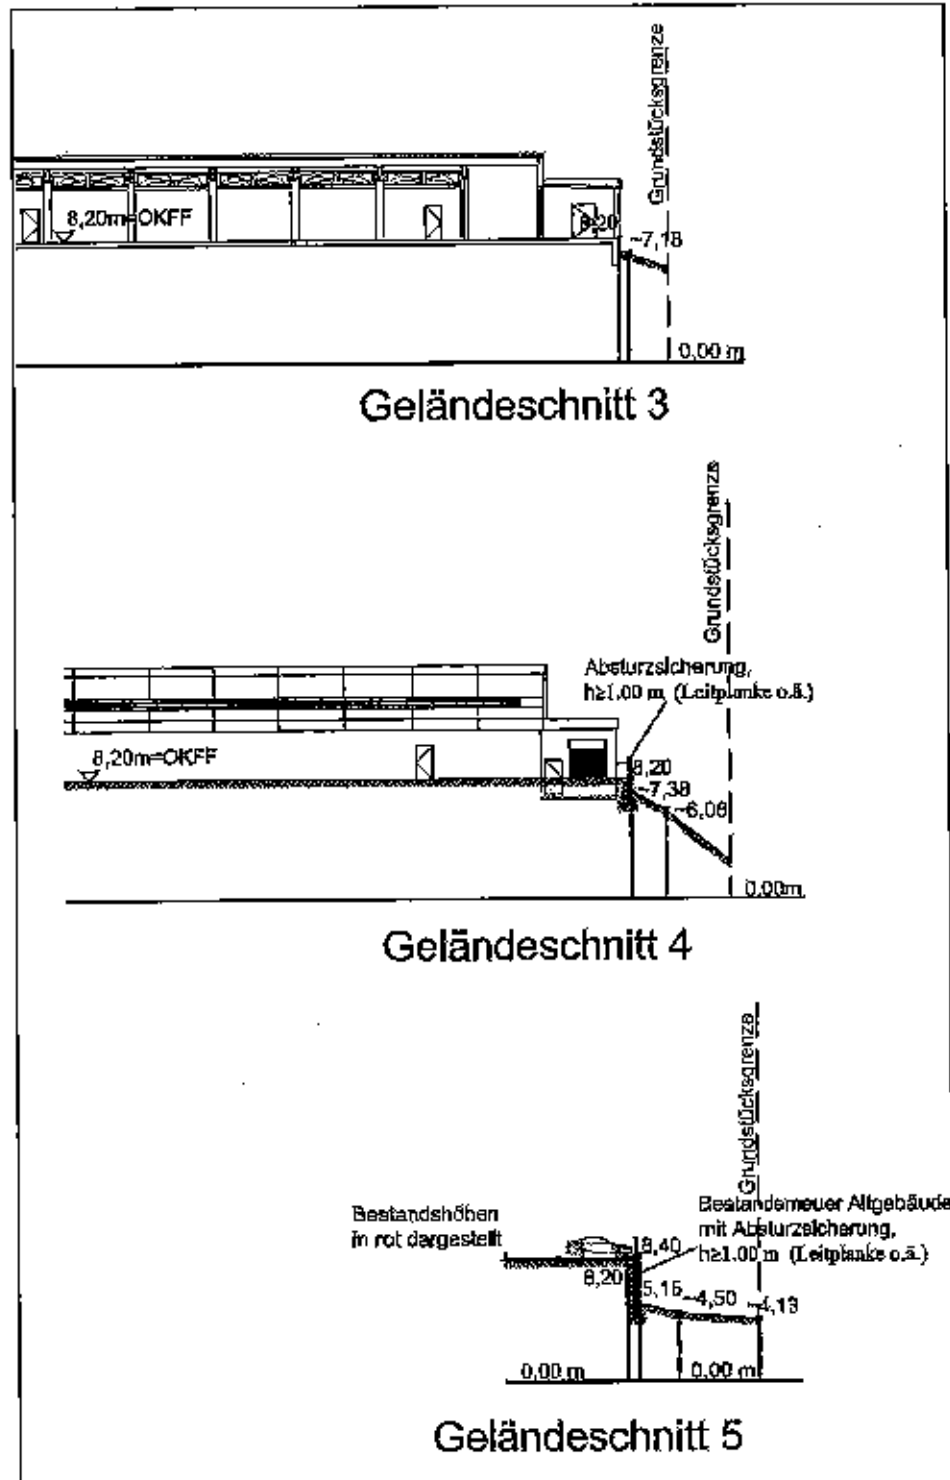 Grundstücksgrenze
8,20m=OKFF
8,20
~7,18
0,00 m
Geländeschnitt 3
Grundstücksgrenze
Absturzsicherung,
h≥1,00 m (Leitplanke o.ä.)
8,20m=OKFF
8,20
~7,38
~6,08
0,00m
Geländeschnitt 4
Grundstücksgrenze
Bestandshöhen
in rot dargestellt
Bestandsmauer Altgebäude
mit Absturzsicherung,
h≥1.00 m (Leitplanke o.ä.)
8,40
8,20
5,15
~4,50
~4,13
0,00 m
0,00 m
Geländeschnitt 5